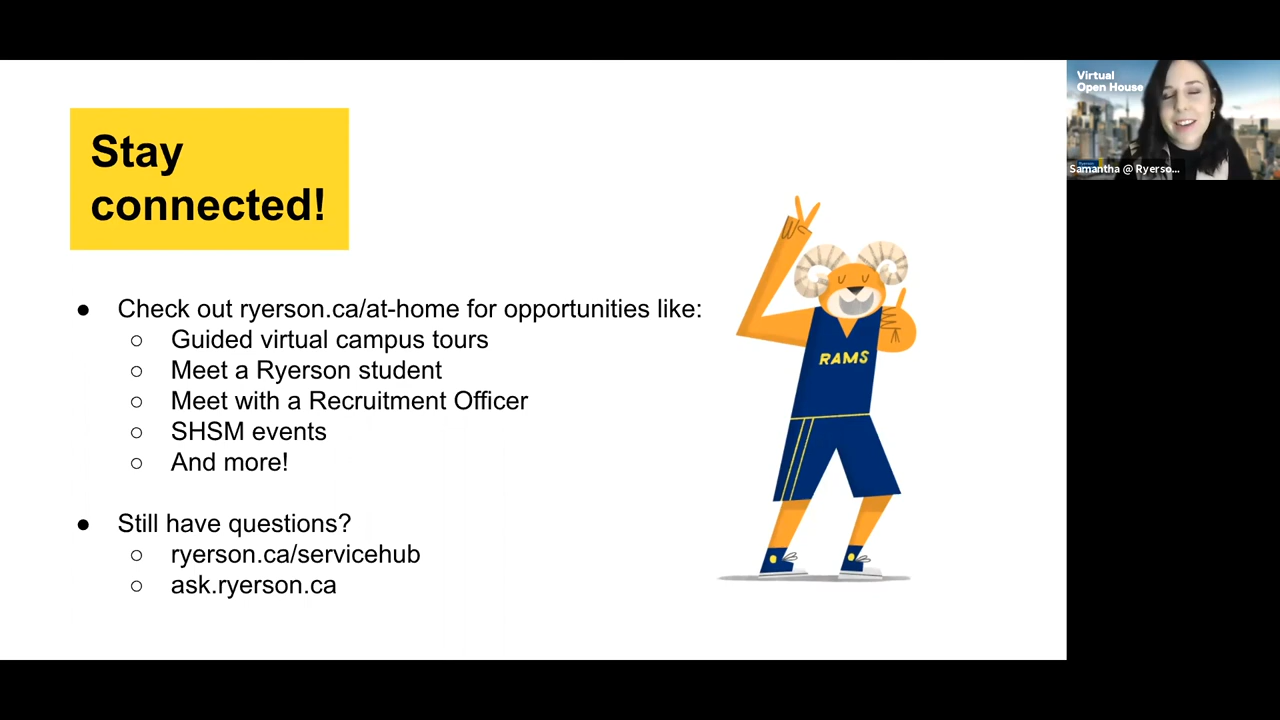 Stay
connected!
● Check out ryerson.ca/at-home for opportunities like:
○ Guided virtual campus tours
○ Meet a Ryerson student
○ Meet with a Recruitment Officer
○ SHSM events
○ And more!
● Still have questions?
○ ryerson.ca/servicehub
○ ask.ryerson.ca
RAMS
Virtual
Open House
Samantha @ Ryerso...